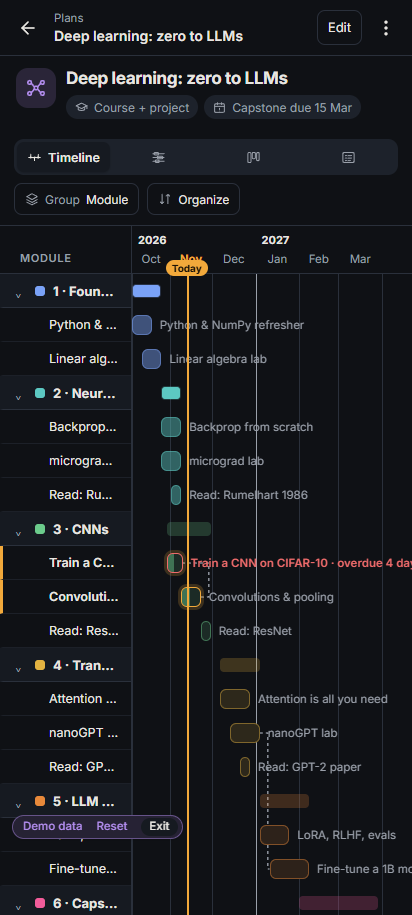 Plans
Deep learning: zero to LLMs
Edit
Deep learning: zero to LLMs
Course + project
Capstone due 15 Mar
Timeline
Group Module
Organize
2026
2027
MODULE
Oct Nov Dec Jan Feb Mar
Today
1 · Foun...
Python & ... Python & NumPy refresher
Linear alg... Linear algebra lab
2 · Neur...
Backprop... Backprop from scratch
microgra... micrograd lab
Read: Ru... Read: Rumelhart 1986
3 · CNNs
Train a C... Train a CNN on CIFAR-10 · overdue 4 day
Convoluti... Convolutions & pooling
Read: Res... Read: ResNet
4 · Tran...
Attention ... Attention is all you need
nanoGPT ... nanoGPT lab
Read: GP... Read: GPT-2 paper
5 · LLM ...
Demo data Reset Exit
LoRA, RLHF, evals
Fine-tune... Fine-tune a 1B mo
6 · Caps...